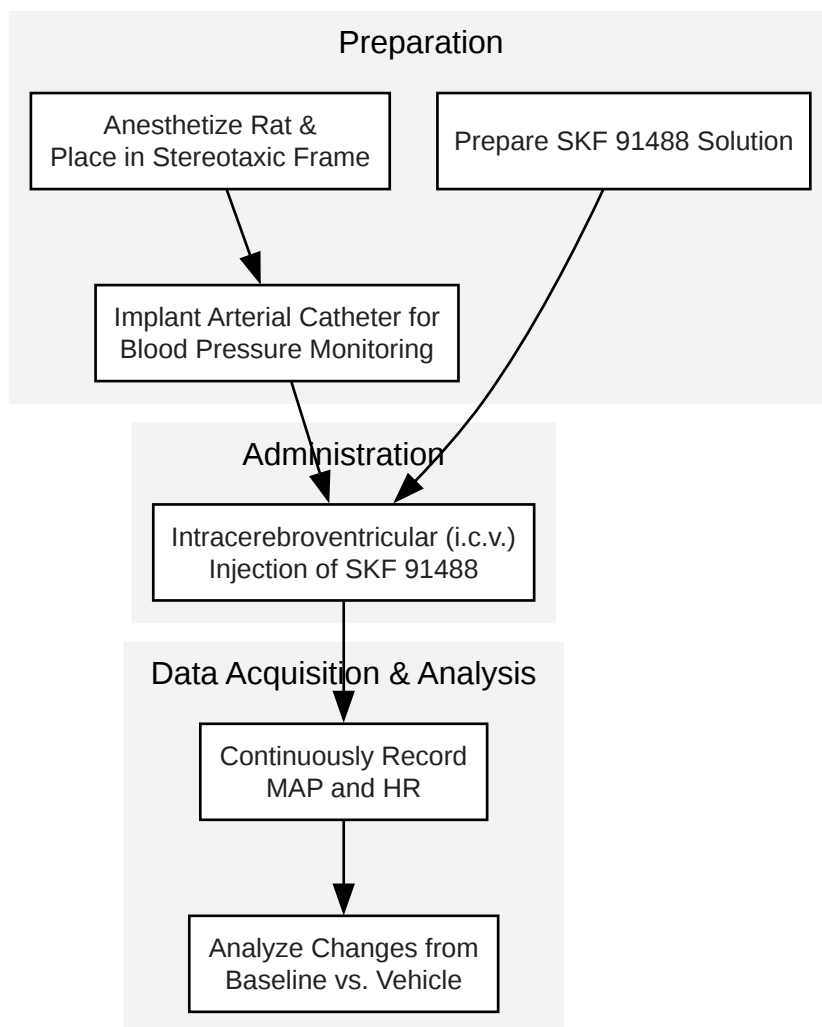 Preparation
Anesthetize Rat &
Place in Stereotaxic Frame
Prepare SKF 91488 Solution
Implant Arterial Catheter for
Blood Pressure Monitoring
Administration
Intracerebroventricular (i.c.v.)
Injection of SKF 91488
Data Acquisition & Analysis
Continuously Record
MAP and HR
Analyze Changes from
Baseline vs. Vehicle